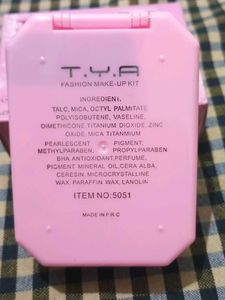 T.Y.A
FASHION MAKE-UP KIT
INGREDIENT.
TALC, MICA, OCTYL PALMITATE
POLYISOBUTENE, VASELINE,
DIMETHICONE, TITANIUM DIOXIDE, ZINC
OXIDE, MICA TITANMIUM
PEARLESCENT PIGMENT,
METHYLPARABEN, PROPYLPARABEN
BHA ANTIOXIDANT, PERFUME,
PIGMENT MINERAL OIL, CERA ALBA,
CERESIN, MICROCRYSTALLINE
WAX, PARAFFIN WAX, LANOLIN
ITEM NO:5051
MADE IN P.R.C